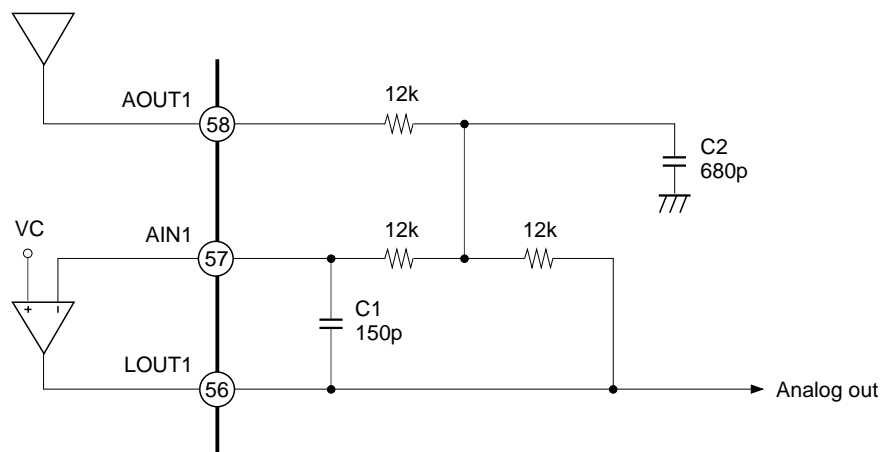 AOUT1
58
12k
C2
680p
VC
AIN1
57
12k
12k
+
−
C1
150p
LOUT1
56
Analog out